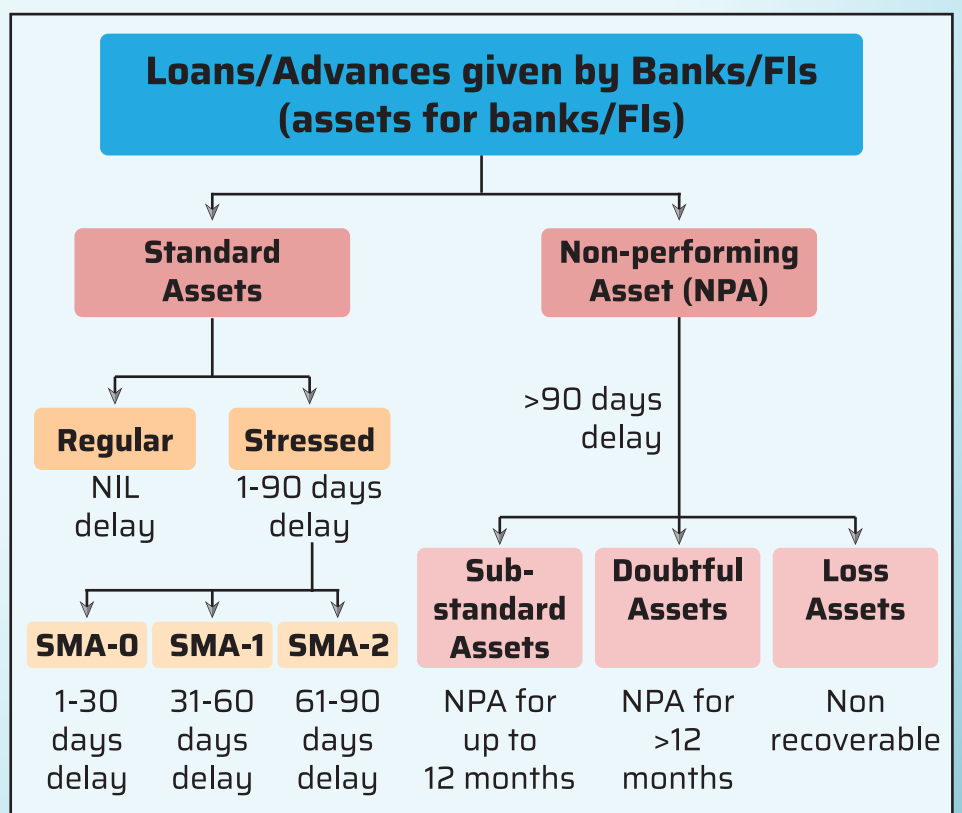 Loans/Advances given by Banks/FIs
(assets for banks/FIs)
Standard
Assets
Non-performing
Asset (NPA)
>90 days
delay
Regular
NIL
delay
Stressed
1-90 days
delay
SMA-0
1-30
days
delay
SMA-1
31-60
days
delay
SMA-2
61-90
days
delay
Sub-
standard
Assets
NPA for
up to
12 months
Doubtful
Assets
NPA for
>12
months
Loss
Assets
Non
recoverable